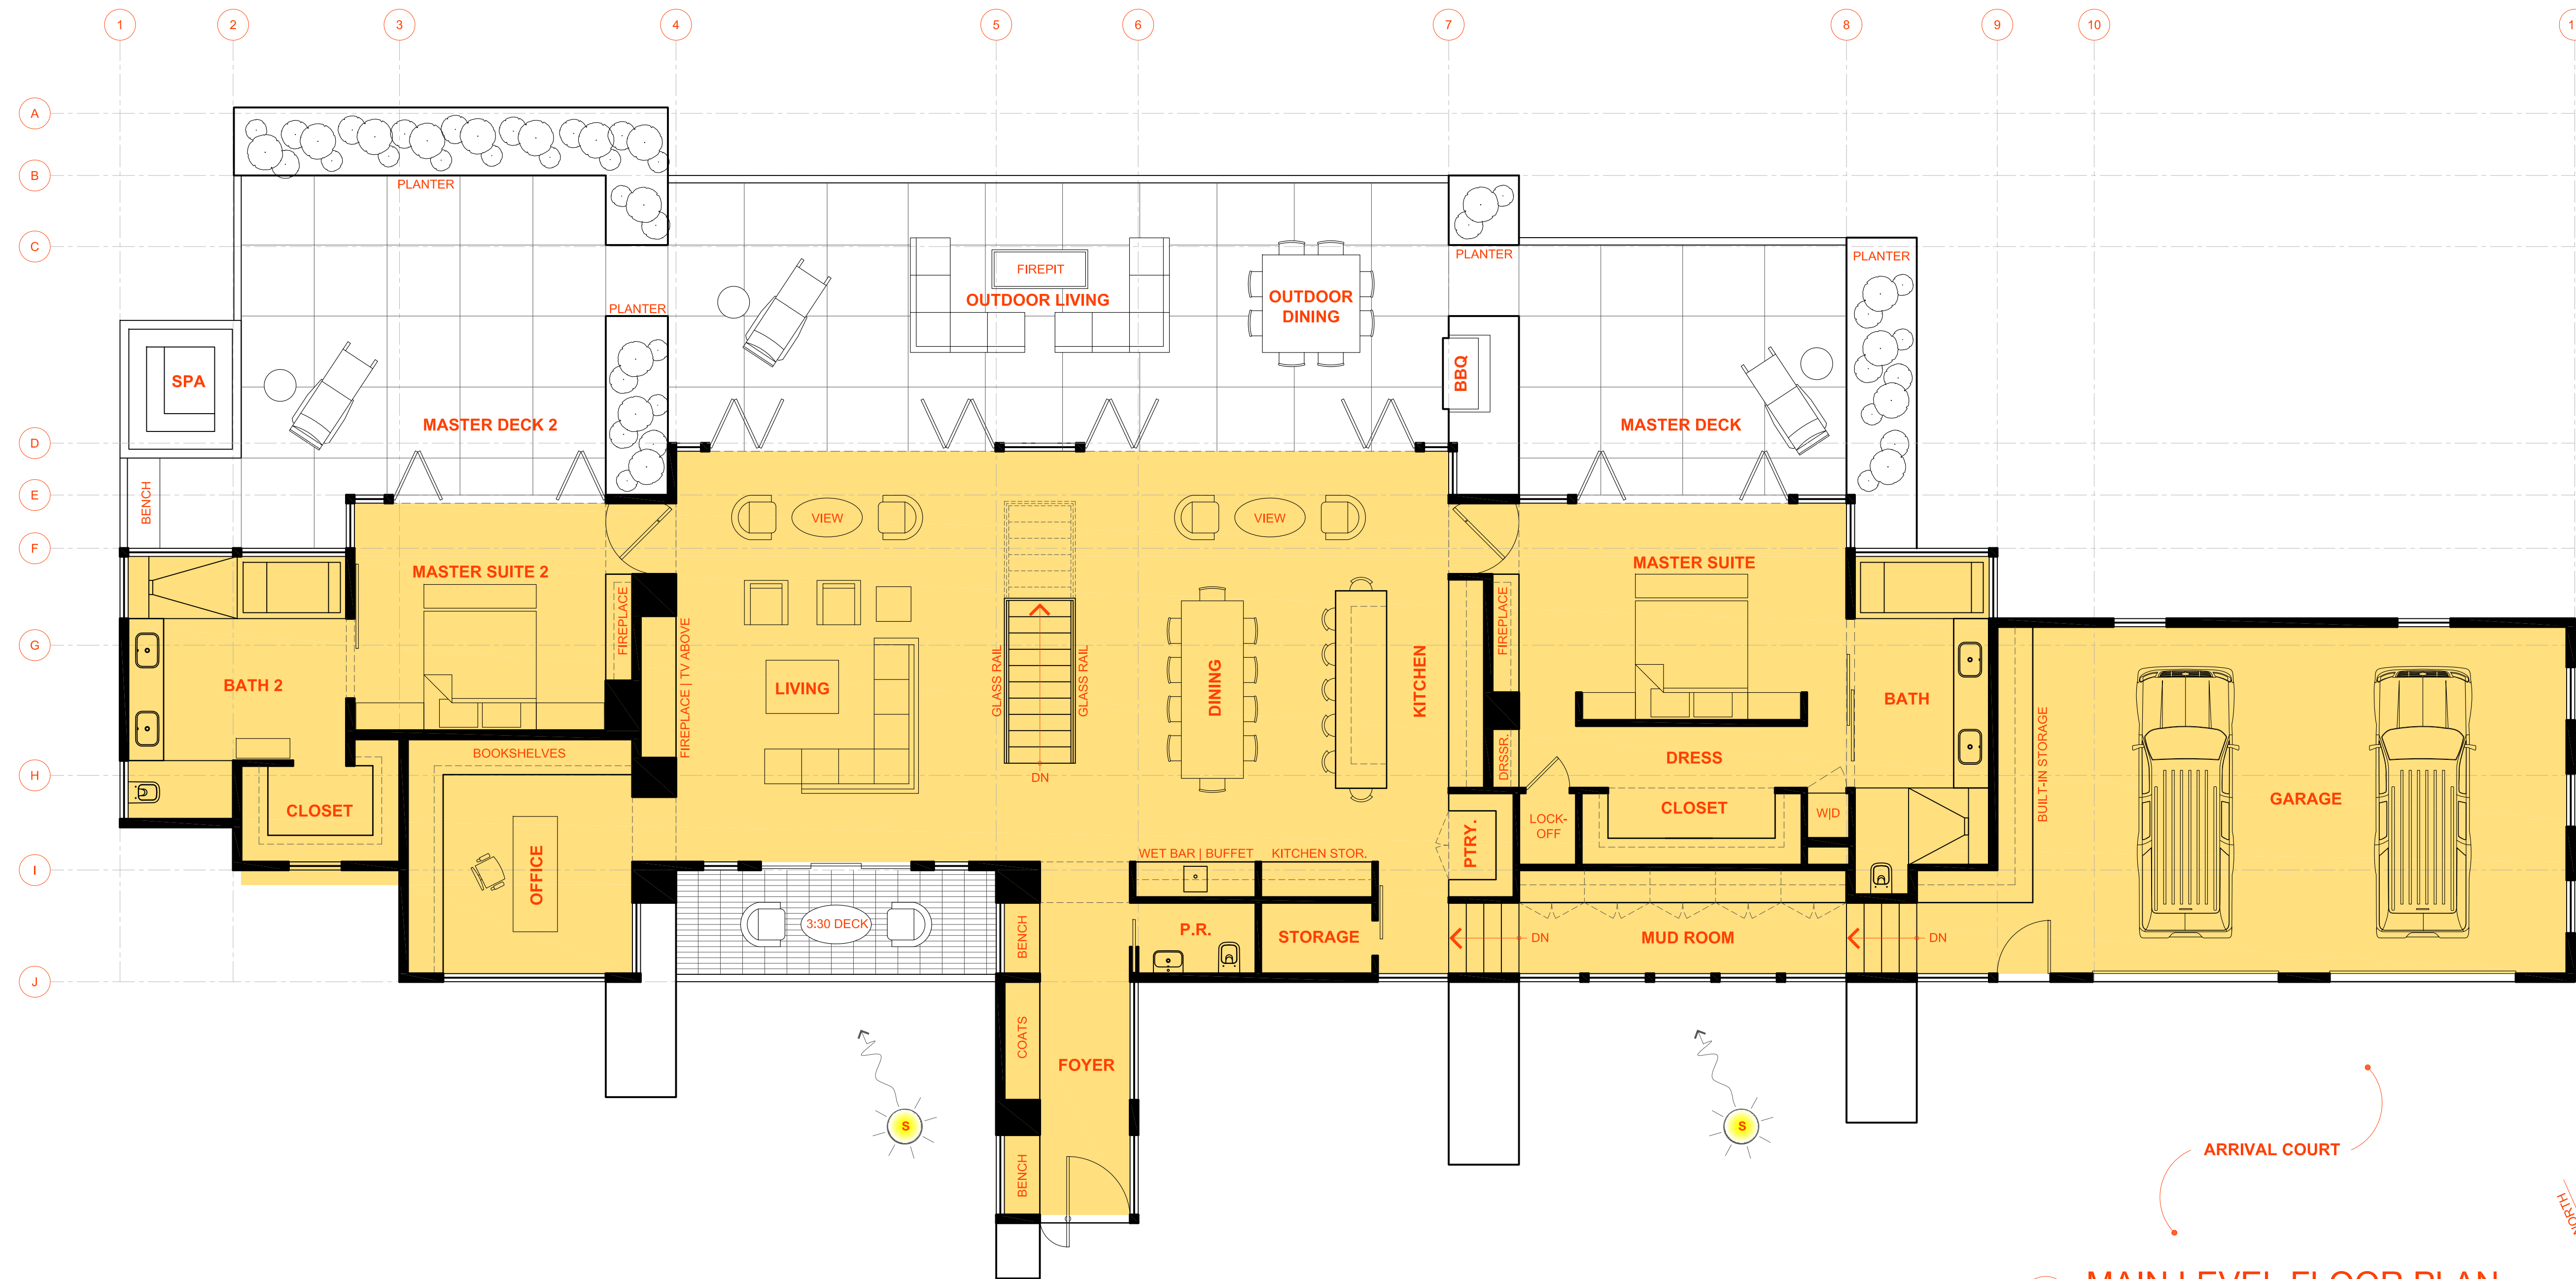 1
2
3
4
5
6
7
8
9
10
A
B
C
D
E
F
G
H
I
J
PLANTER
PLANTER
PLANTER
PLANTER
FIREPIT
OUTDOOR LIVING
OUTDOOR
DINING
SPA
BBQ
MASTER DECK 2
MASTER DECK
BENCH
VIEW
VIEW
MASTER SUITE 2
MASTER SUITE
FIREPLACE
FIREPLACE | TV ABOVE
GLASS RAIL
GLASS RAIL
FIREPLACE
BATH 2
LIVING
DINING
KITCHEN
BATH
BOOKSHELVES
DN
DRSSR.
DRESS
BUILT-IN STORAGE
GARAGE
CLOSET
CLOSET
W|D
LOCK-
OFF
PTRY.
WET BAR | BUFFET
KITCHEN STOR.
OFFICE
3:30 DECK
BENCH
P.R.
STORAGE
DN
MUD ROOM
DN
COATS
FOYER
S
S
ARRIVAL COURT
BENCH
MAIN LEVEL FLOOR PLAN